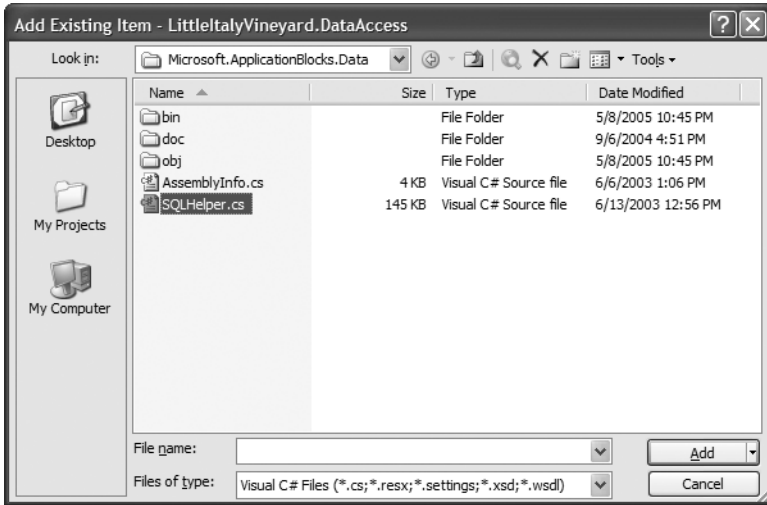 Add Existing Item - LittleItalyVineyard.DataAccess
Look in: Microsoft.ApplicationBlocks.Data Tools
Name Size Type Date Modified
bin File Folder 5/8/2005 10:45 PM
doc File Folder 9/6/2004 4:51 PM
obj File Folder 5/8/2005 10:45 PM
AssemblyInfo.cs 4 KB Visual C# Source file 6/6/2003 1:06 PM
SQLHelper.cs 145 KB Visual C# Source file 6/13/2003 12:56 PM
Desktop
My Projects
My Computer
File name: Add
Files of type: Visual C# Files (*.cs;*.resx;*.settings;*.xsd;*.wsdl) Cancel